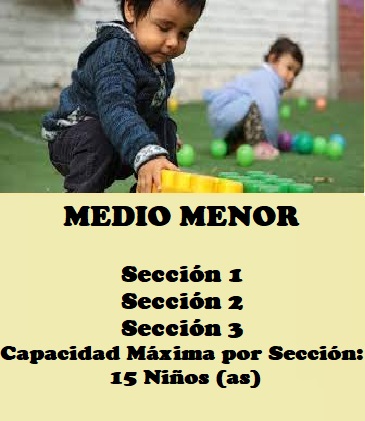 MEDIO MENOR
Sección 1
Sección 2
Sección 3
Capacidad Máxima por Sección:
15 Niños (as)